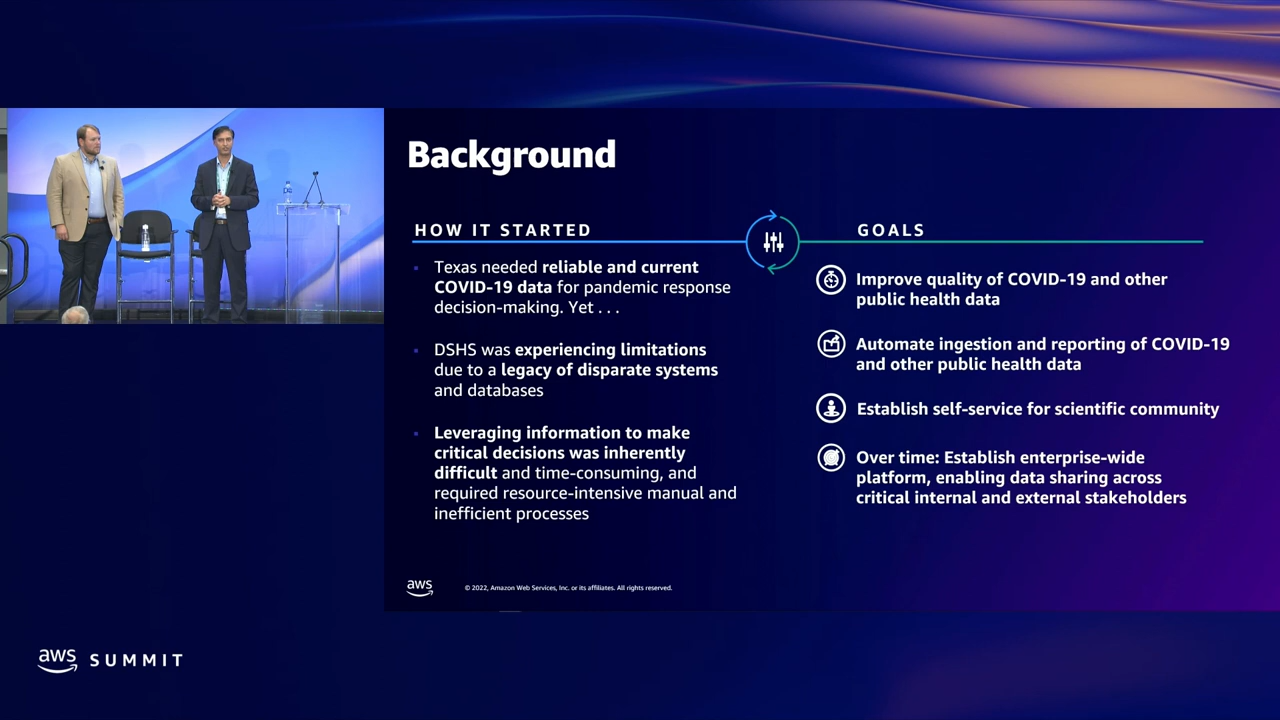 Background
HOW IT STARTED
Texas needed reliable and current
COVID-19 data for pandemic response
decision-making. Yet . . .
DSHS was experiencing limitations
due to a legacy of disparate systems
and databases
Leveraging information to make
critical decisions was inherently
difficult and time-consuming, and
required resource-intensive manual and
inefficient processes
GOALS
Improve quality of COVID-19 and other
public health data
Automate ingestion and reporting of COVID-19
and other public health data
Establish self-service for scientific community
Over time: Establish enterprise-wide
platform, enabling data sharing across
critical internal and external stakeholders
aws
© 2022, Amazon Web Services, Inc. or its affiliates. All rights reserved.
aws SUMMIT